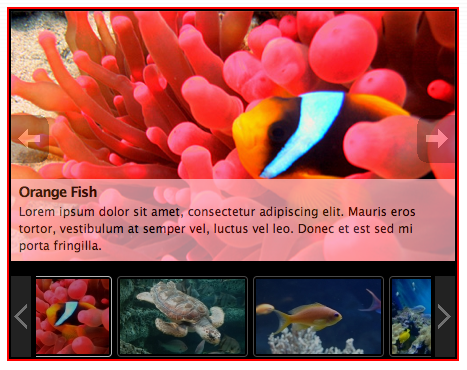 Orange Fish
Lorem ipsum dolor sit amet, consectetur adipiscing elit. Mauris eros
tortor, vestibulum at semper vel, luctus vel leo. Donec et est sed mi
porta fringilla.